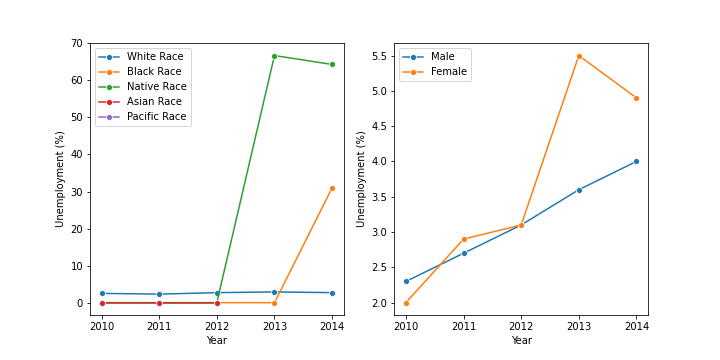 70
60
50
40
30
20
10
0
Unemployment (%)
White Race
Black Race
Native Race
Asian Race
Pacific Race
2010 2011 2012 2013 2014
Year
5.5
5.0
4.5
4.0
3.5
3.0
2.5
2.0
Unemployment (%)
Male
Female
2010 2011 2012 2013 2014
Year